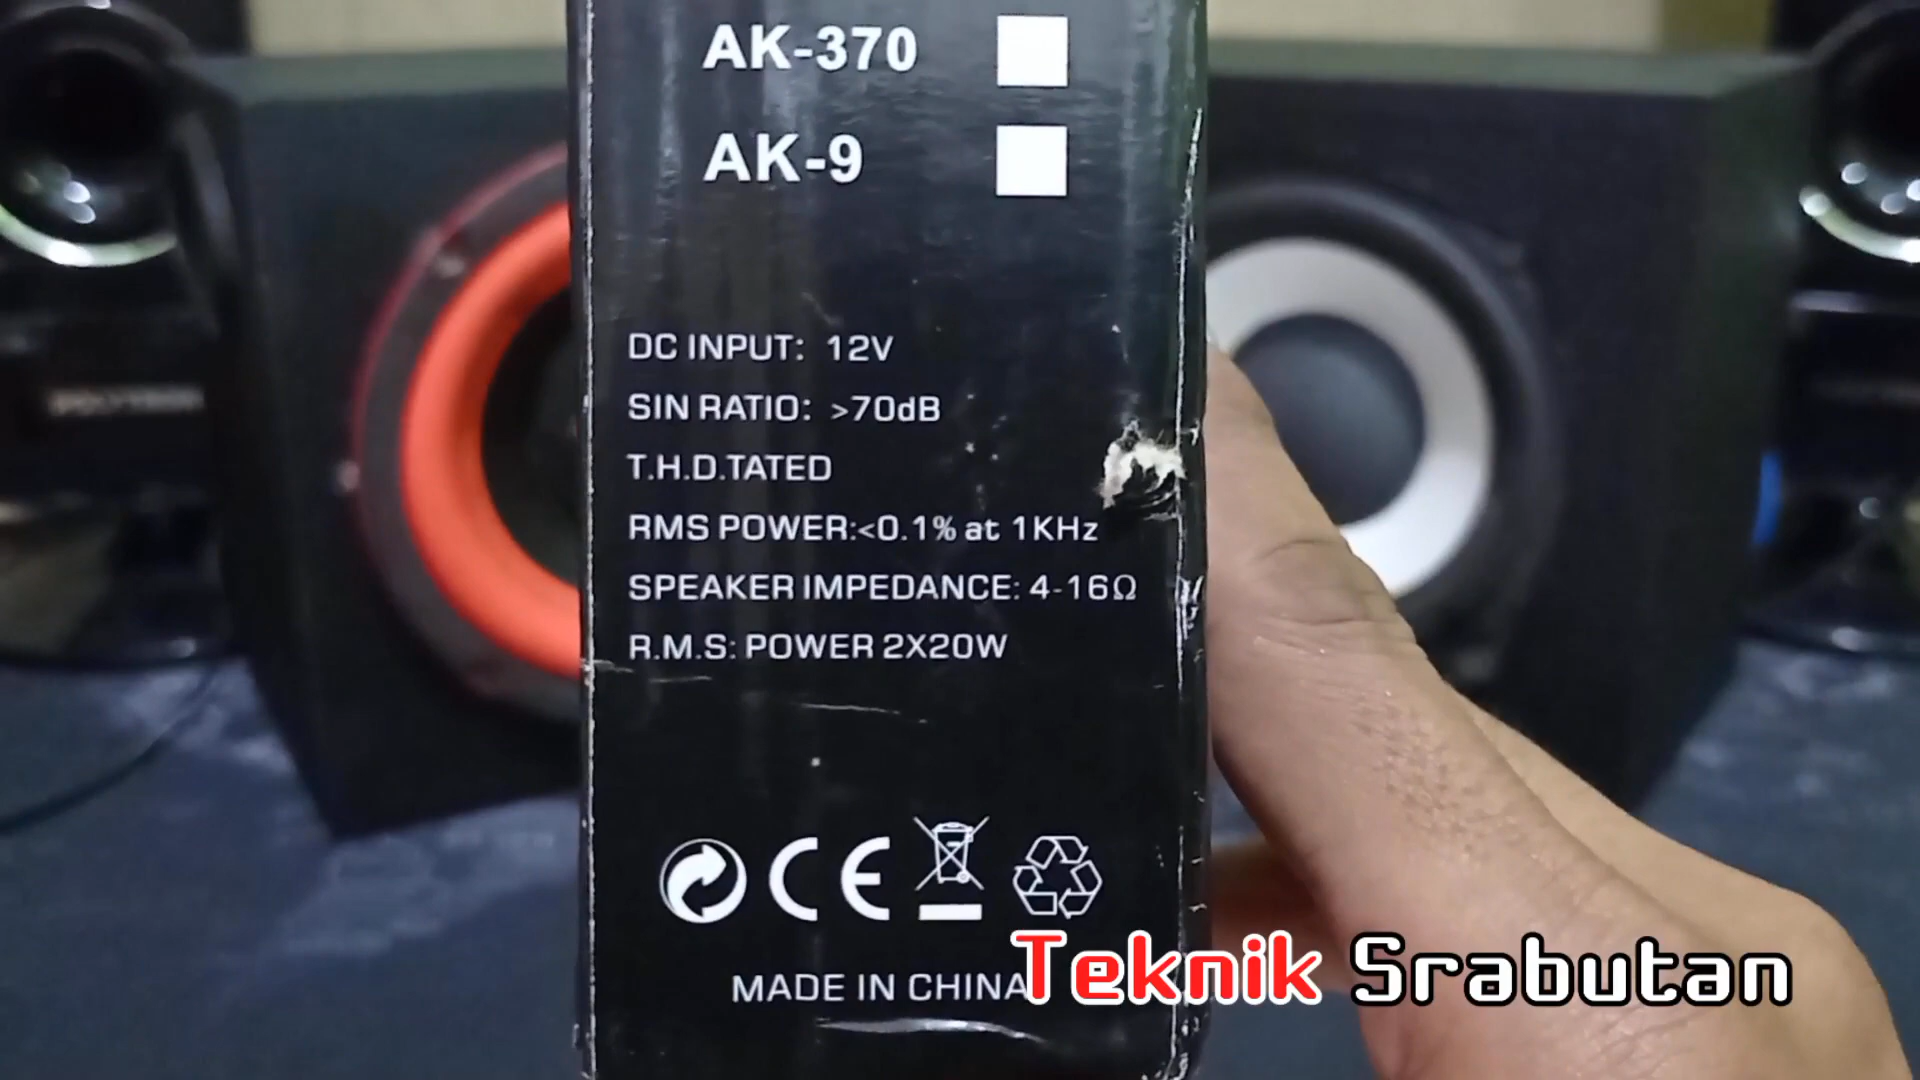 AK-370
AK-9
DC INPUT: 12V
SIN RATIO: >70dB
T.H.D.TATED
RMS POWER:<0.1% at 1KHz
SPEAKER IMPEDANCE: 4-16Ω
R.M.S: POWER 2X20W
CE
MADE IN CHINA
Teknik Srabutan